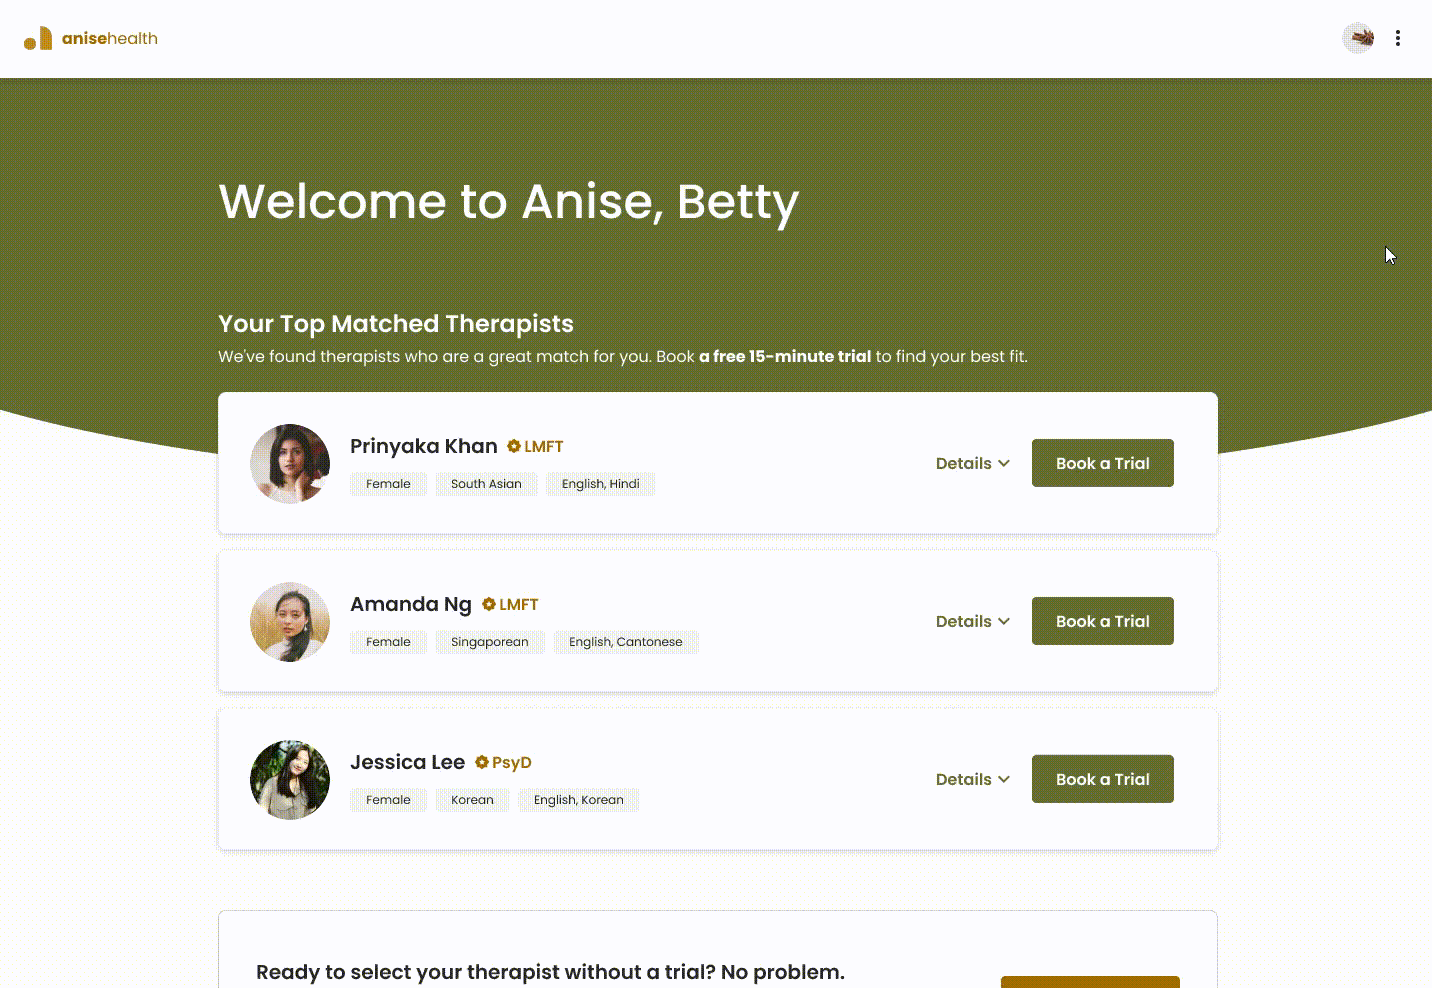 anisehealth
Welcome to Anise, Betty
Your Top Matched Therapists
We've found therapists who are a great match for you. Book a free 15-minute trial to find your best fit.
Prinyaka Khan LMFT
Female South Asian English, Hindi
Details Book a Trial
Amanda Ng LMFT
Female Singaporean English, Cantonese
Details Book a Trial
Jessica Lee PsyD
Female Korean English, Korean
Details Book a Trial
Ready to select your therapist without a trial? No problem.